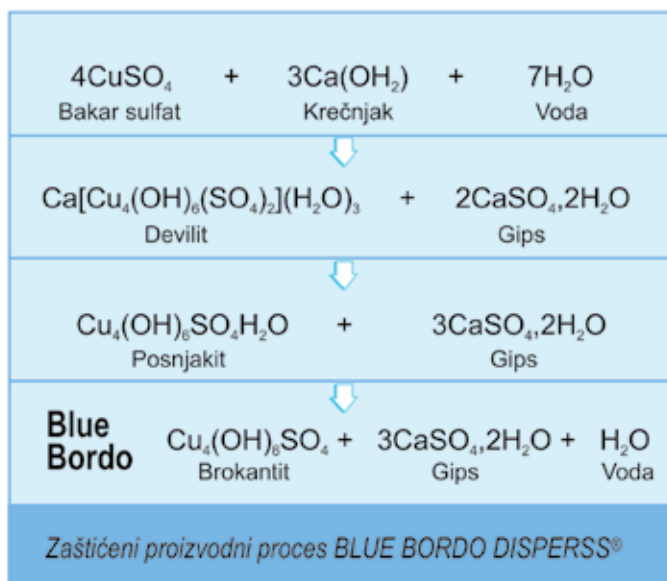 4CuSO₄ + 3Ca(OH₂) + 7H₂O
Bakar sulfat Krečnjak Voda
Ca[Cu₄(OH)₆(SO₄)₂](H₂O)₃ + 2CaSO₄,2H₂O
Devilit Gips
Cu₄(OH)₆SO₄H₂O + 3CaSO₄,2H₂O
Posnjakit Gips
Blue Bordo Cu₄(OH)₆SO₄ + 3CaSO₄,2H₂O + H₂O
Brokantit Gips Voda
Zaštićeni proizvodni proces BLUE BORDO DISPERSS®